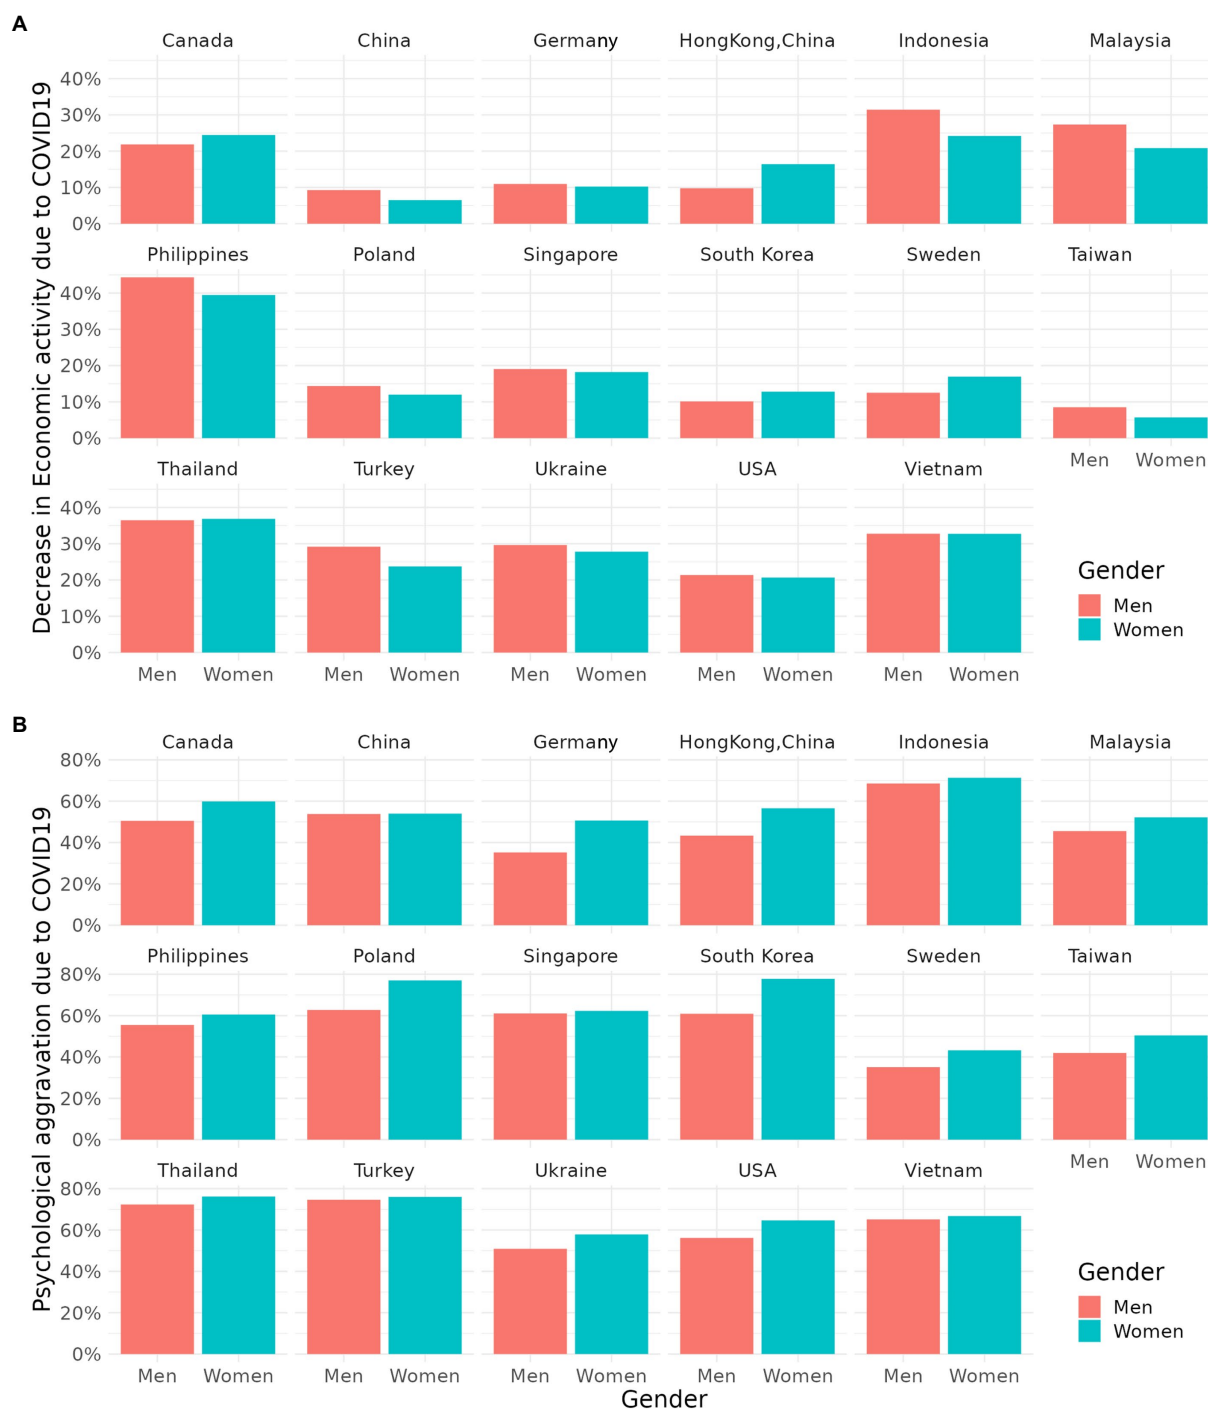 A
Canada China Germany HongKong,China Indonesia Malaysia
40%
30%
20%
10%
0%
Philippines Poland Singapore South Korea Sweden Taiwan
40%
30%
20%
10%
0%
Men Women
Thailand Turkey Ukraine USA Vietnam
40%
30%
20%
10%
0%
Men Women Men Women Men Women Men Women Men Women
Decrease in Economic activity due to COVID19
Gender
Men
Women
B
Canada China Germany HongKong,China Indonesia Malaysia
80%
60%
40%
20%
0%
Philippines Poland Singapore South Korea Sweden Taiwan
80%
60%
40%
20%
0%
Men Women
Thailand Turkey Ukraine USA Vietnam
80%
60%
40%
20%
0%
Men Women Men Women Men Women Men Women Men Women
Psychological aggravation due to COVID19
Gender
Gender
Men
Women